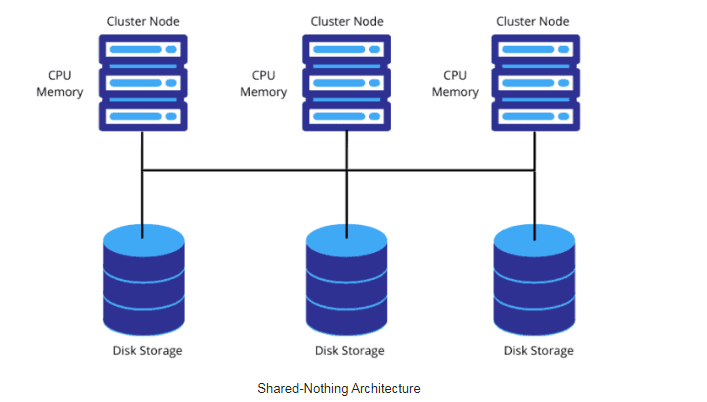 Cluster Node
Cluster Node
Cluster Node
CPU
Memory
CPU
Memory
CPU
Memory
Disk Storage
Disk Storage
Disk Storage
Shared-Nothing Architecture